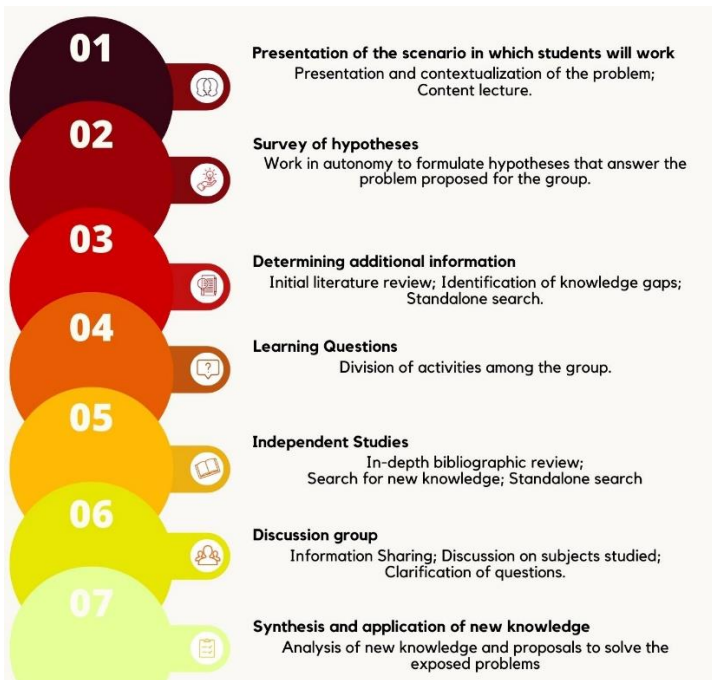 01
Presentation of the scenario in which students will work
Presentation and contextualization of the problem;
Content lecture.
02
Survey of hypotheses
Work in autonomy to formulate hypotheses that answer the
problem proposed for the group.
03
Determining additional information
Initial literature review; Identification of knowledge gaps;
Standalone search.
04
Learning Questions
Division of activities among the group.
05
Independent Studies
In-depth bibliographic review;
Search for new knowledge; Standalone search
06
Discussion group
Information Sharing; Discussion on subjects studied;
Clarification of questions.
07
Synthesis and application of new knowledge
Analysis of new knowledge and proposals to solve the
exposed problems